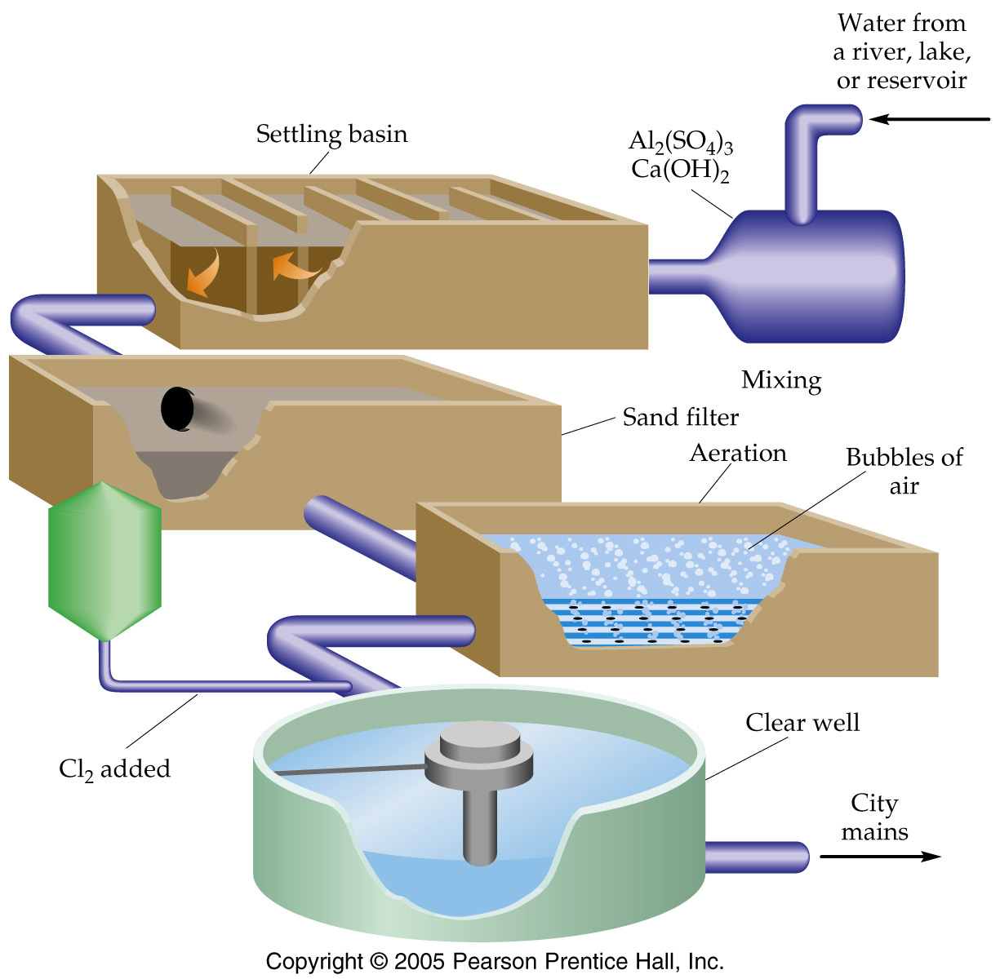 Water from
a river, lake,
or reservoir
Settling basin
Al2(SO4)3
Ca(OH)2
Mixing
Sand filter
Aeration
Bubbles of
air
Clear well
Cl2 added
City
mains
Copyright © 2005 Pearson Prentice Hall, Inc.